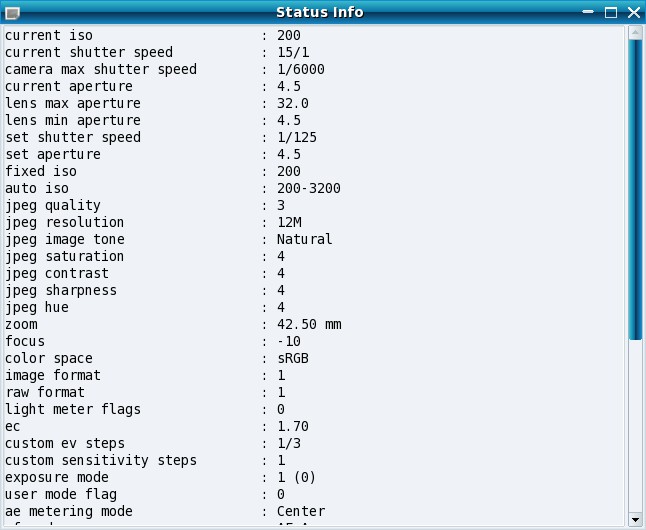 Status Info
current iso : 200
current shutter speed : 15/1
camera max shutter speed : 1/6000
current aperture : 4.5
lens max aperture : 32.0
lens min aperture : 4.5
set shutter speed : 1/125
set aperture : 4.5
fixed iso : 200
auto iso : 200-3200
jpeg quality : 3
jpeg resolution : 12M
jpeg image tone : Natural
jpeg saturation : 4
jpeg contrast : 4
jpeg sharpness : 4
jpeg hue : 4
zoom : 42.50 mm
focus : -10
color space : sRGB
image format : 1
raw format : 1
light meter flags : 0
ec : 1.70
custom ev steps : 1/3
custom sensitivity steps : 1
exposure mode : 1 (0)
user mode flag : 0
ae metering mode : Center